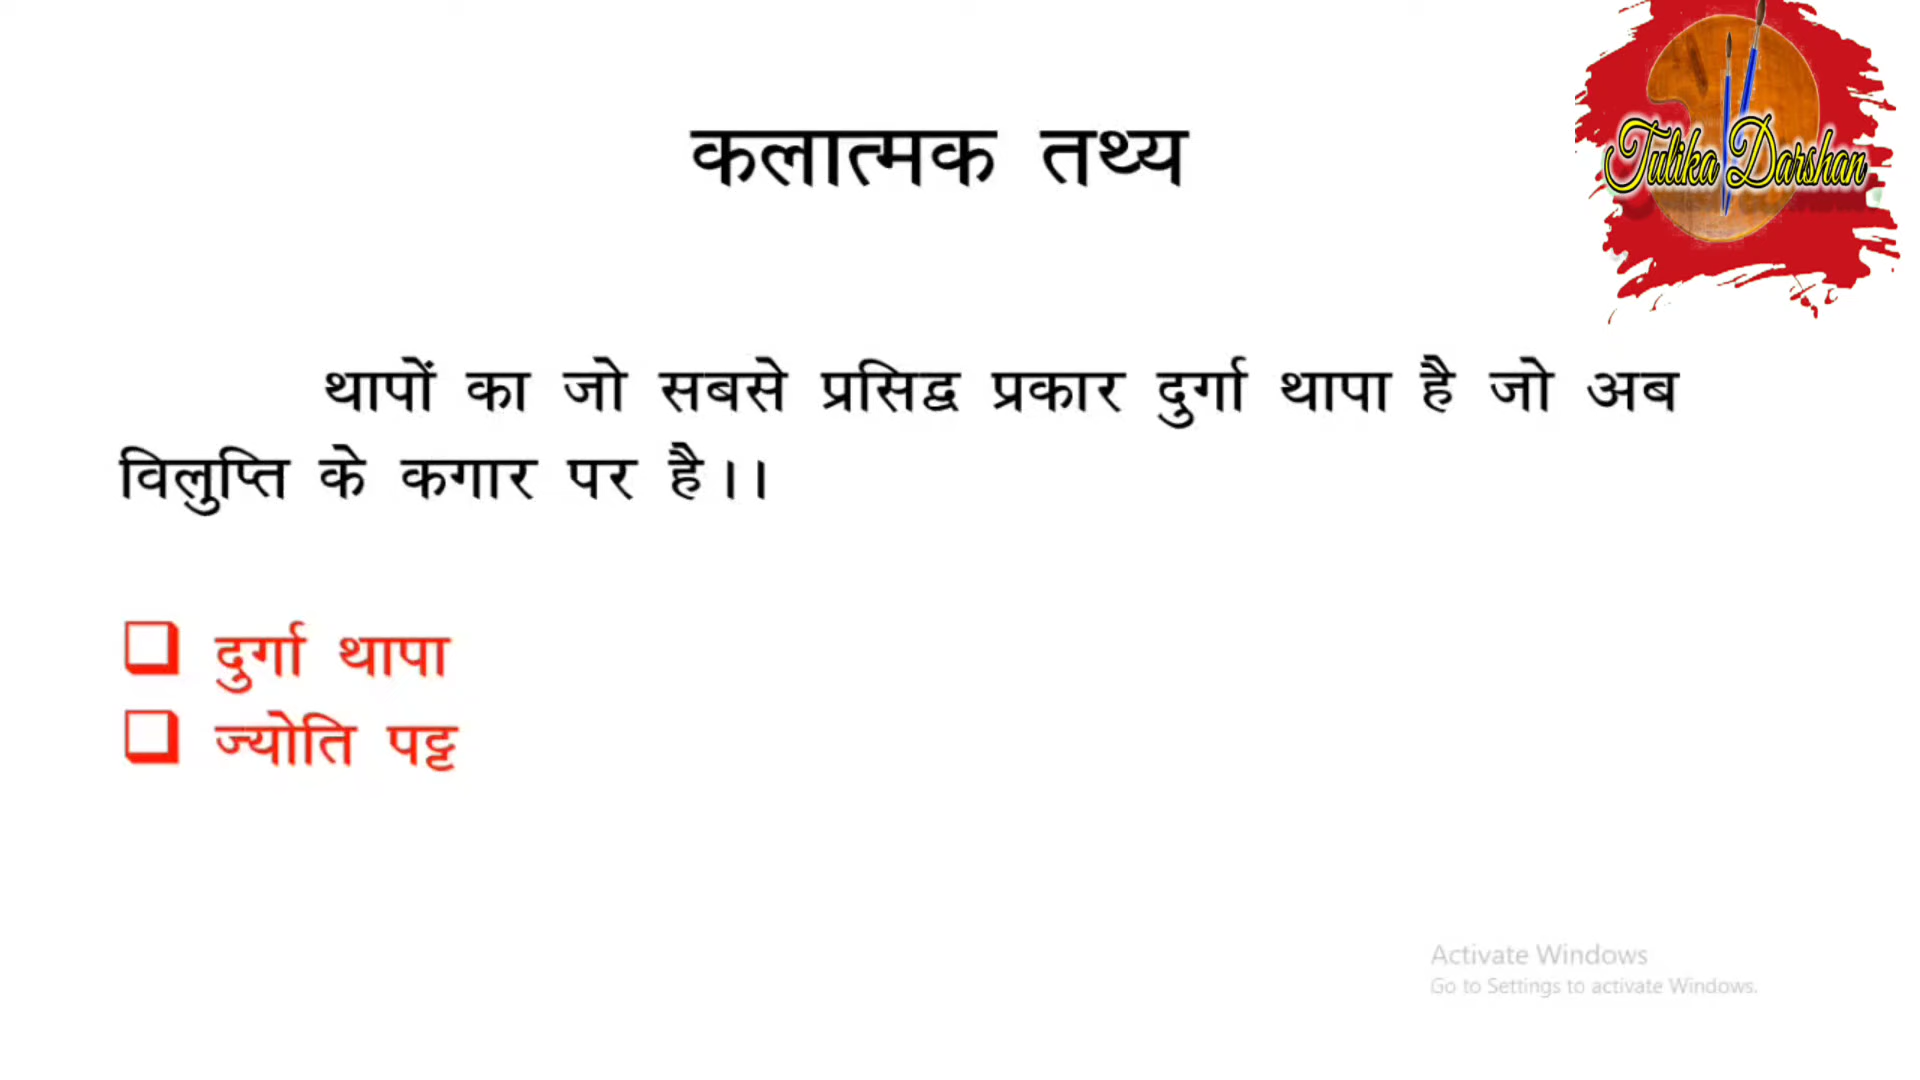 कलात्मक तथ्य
Tulika Darshan
थापों का जो सबसे प्रसिद्व प्रकार दुर्गा थापा है जो अब
विलुप्ति के कगार पर है।।
❑ दुर्गा थापा
❑ ज्योति पट्ट
Activate Windows
Go to Settings to activate Windows.